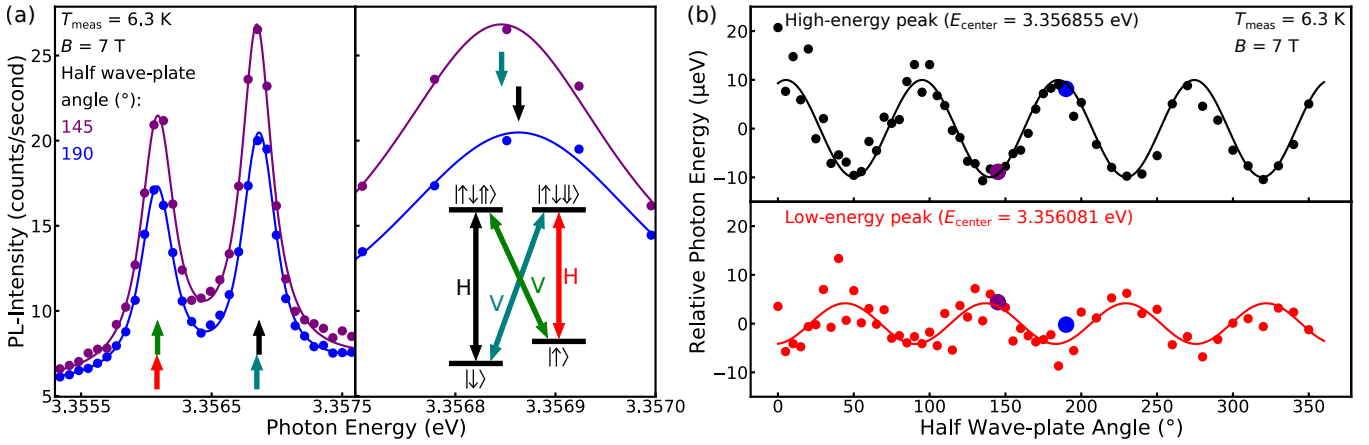 (a)
T_meas = 6.3 K
B = 7 T
Half wave-plate
angle (°):
145
190
PL-Intensity (counts/second)
25
20
15
10
5
3.3555
3.3565
3.3575
3.3568
3.3569
3.3570
Photon Energy (eV)
|↑↓⇑⟩
|↑↓⇓⟩
H
V
V
H
|↓⟩
|↑⟩
(b)
High-energy peak (E_center = 3.356855 eV)
T_meas = 6.3 K
B = 7 T
20
10
0
−10
Low-energy peak (E_center = 3.356081 eV)
20
10
0
−10
Relative Photon Energy (µeV)
0
50
100
150
200
250
300
350
Half Wave-plate Angle (°)